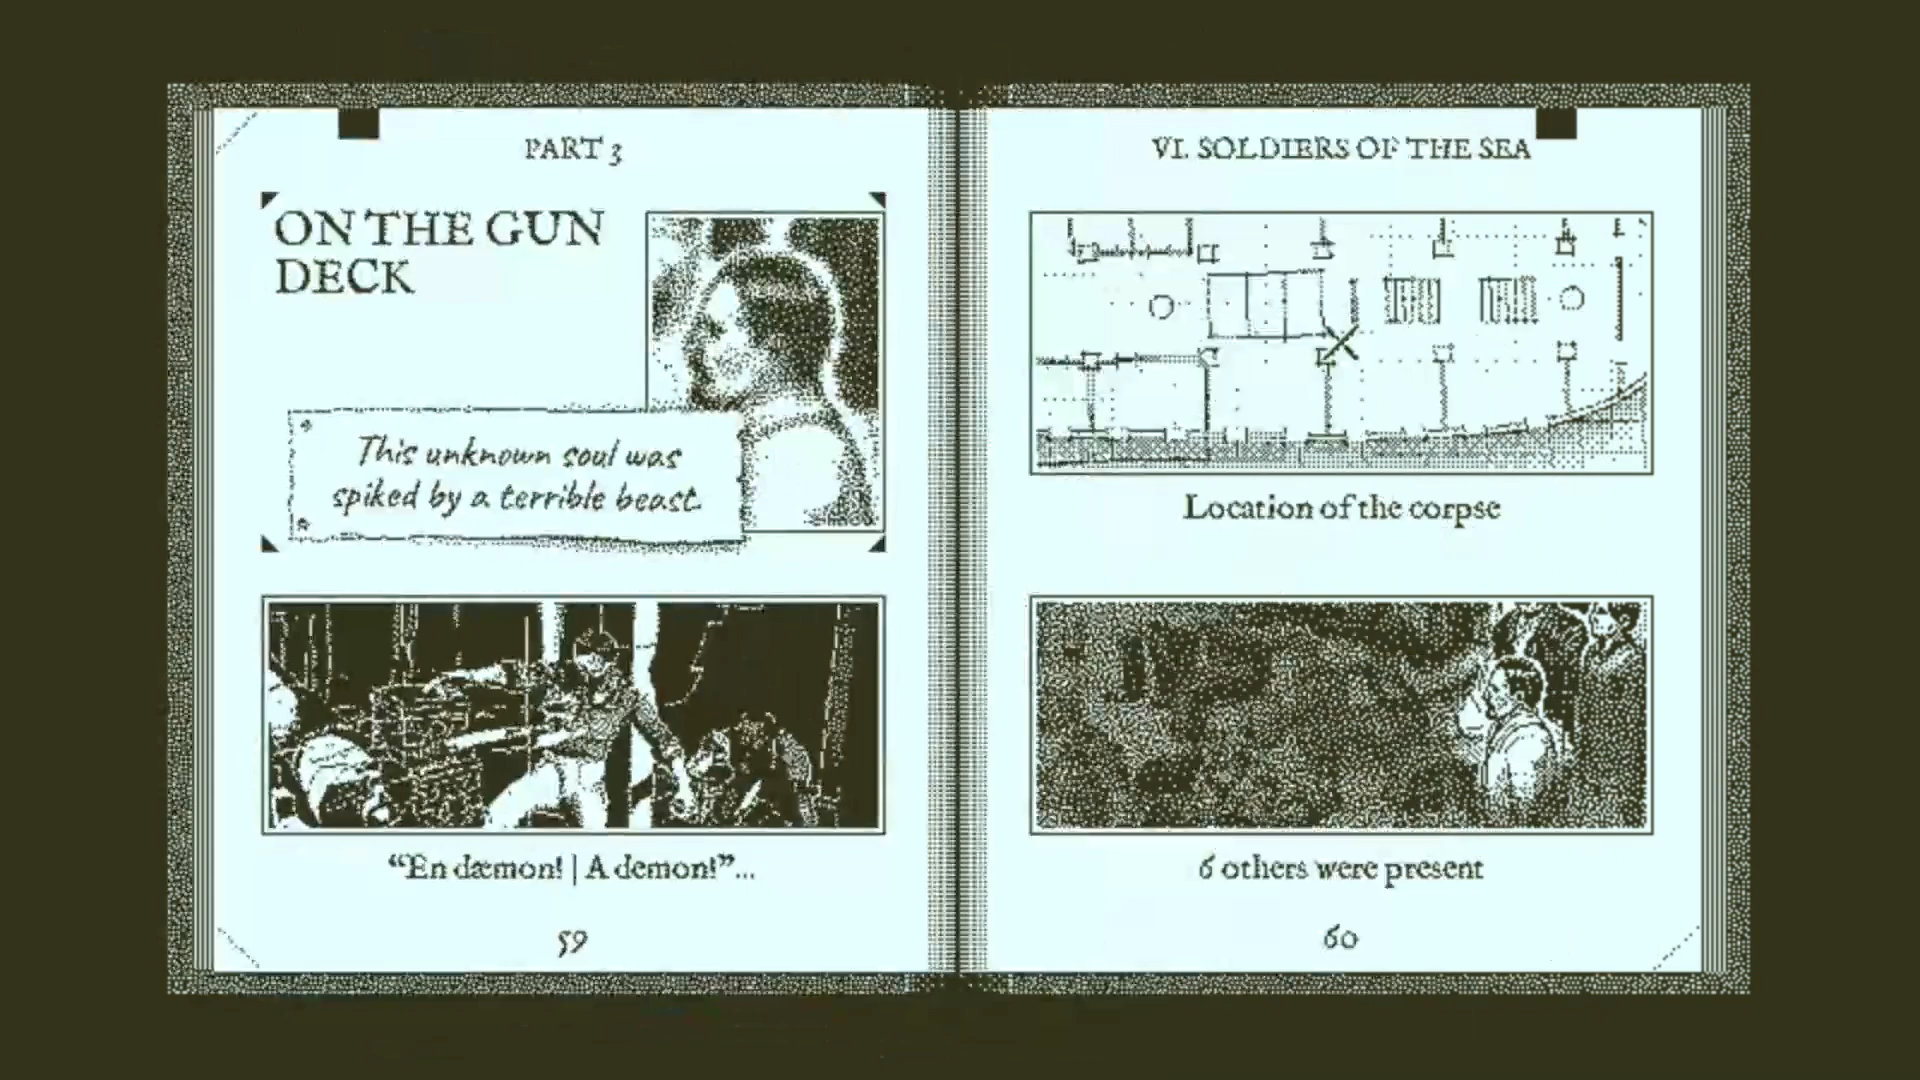 PART 3
ON THE GUN
DECK
This unknown soul was
spiked by a terrible beast.
“En dæmon! | A demon!”...
59
VI. SOLDIERS OF THE SEA
Location of the corpse
6 others were present
60